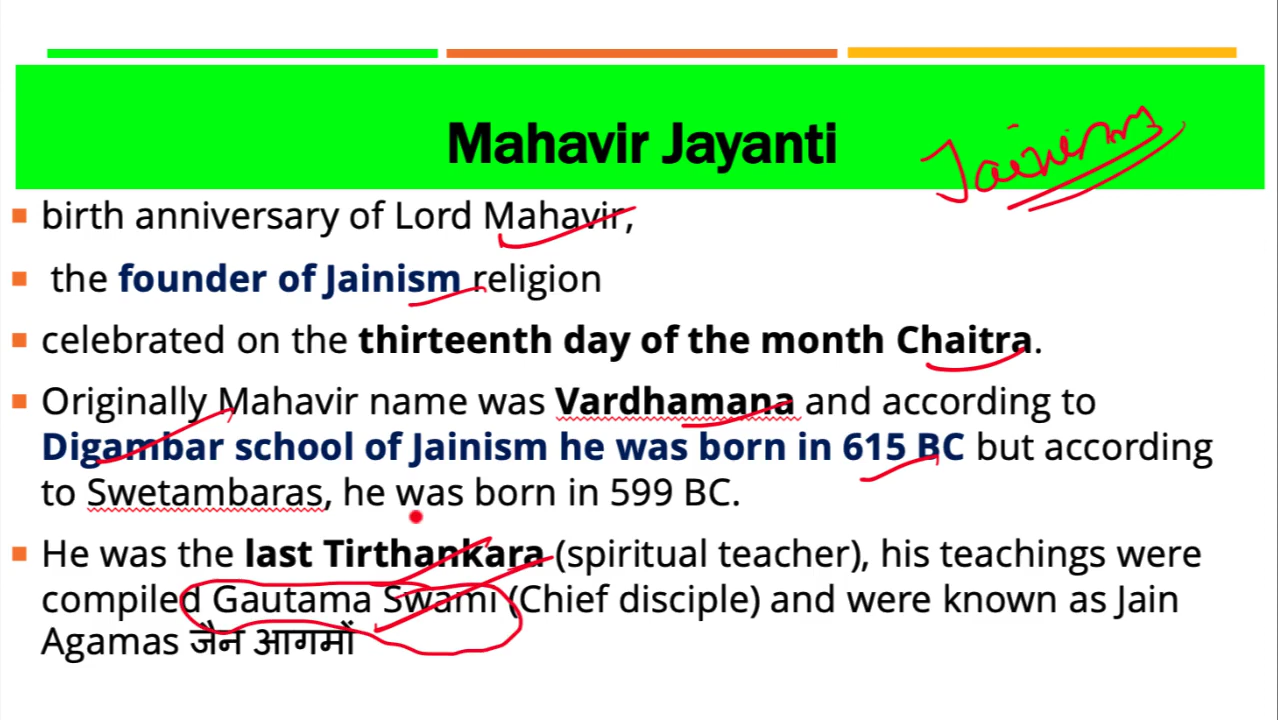 Mahavir Jayanti
Jainism
birth anniversary of Lord Mahavir,
the founder of Jainism religion
celebrated on the thirteenth day of the month Chaitra.
Originally Mahavir name was Vardhamana and according to
Digambar school of Jainism he was born in 615 BC but according
to Swetambaras, he was born in 599 BC.
He was the last Tirthankara (spiritual teacher), his teachings were
compiled Gautama Swami (Chief disciple) and were known as Jain
Agamas जैन आगमों